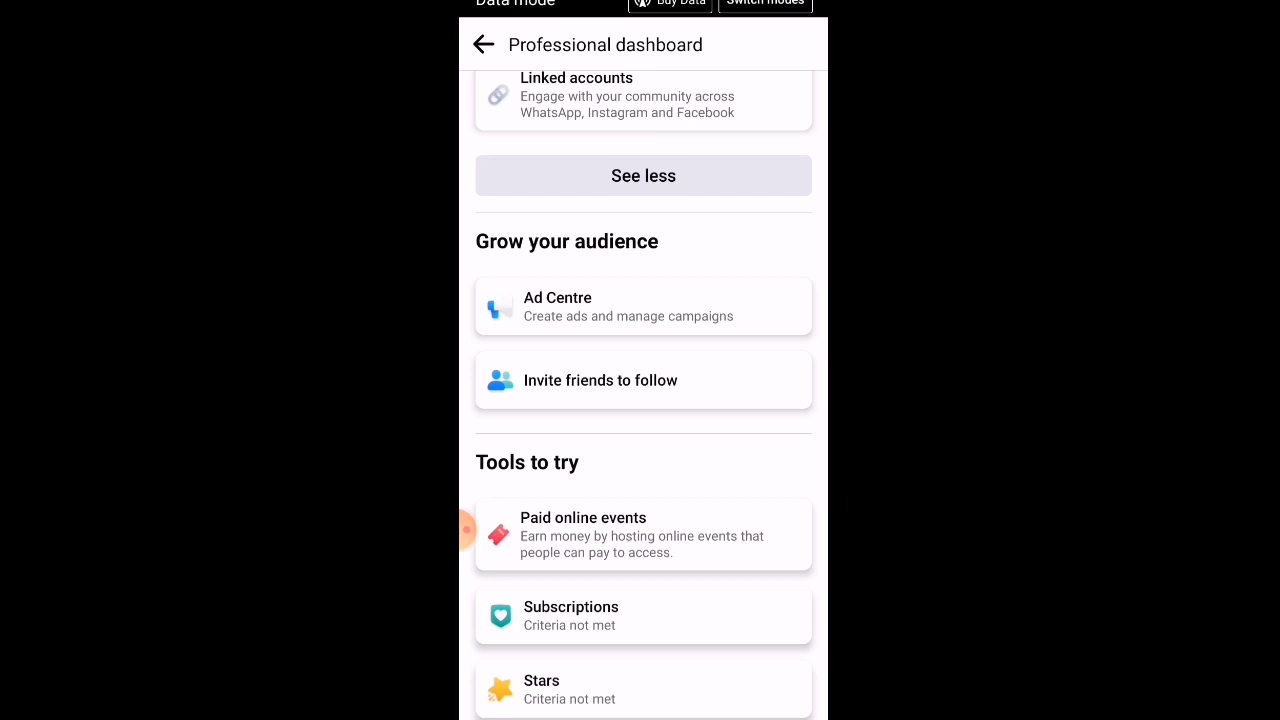 Data mode
Buy Data
Switch modes
Professional dashboard
Linked accounts
Engage with your community across
WhatsApp, Instagram and Facebook
See less
Grow your audience
Ad Centre
Create ads and manage campaigns
Invite friends to follow
Tools to try
Paid online events
Earn money by hosting online events that
people can pay to access.
Subscriptions
Criteria not met
Stars
Criteria not met